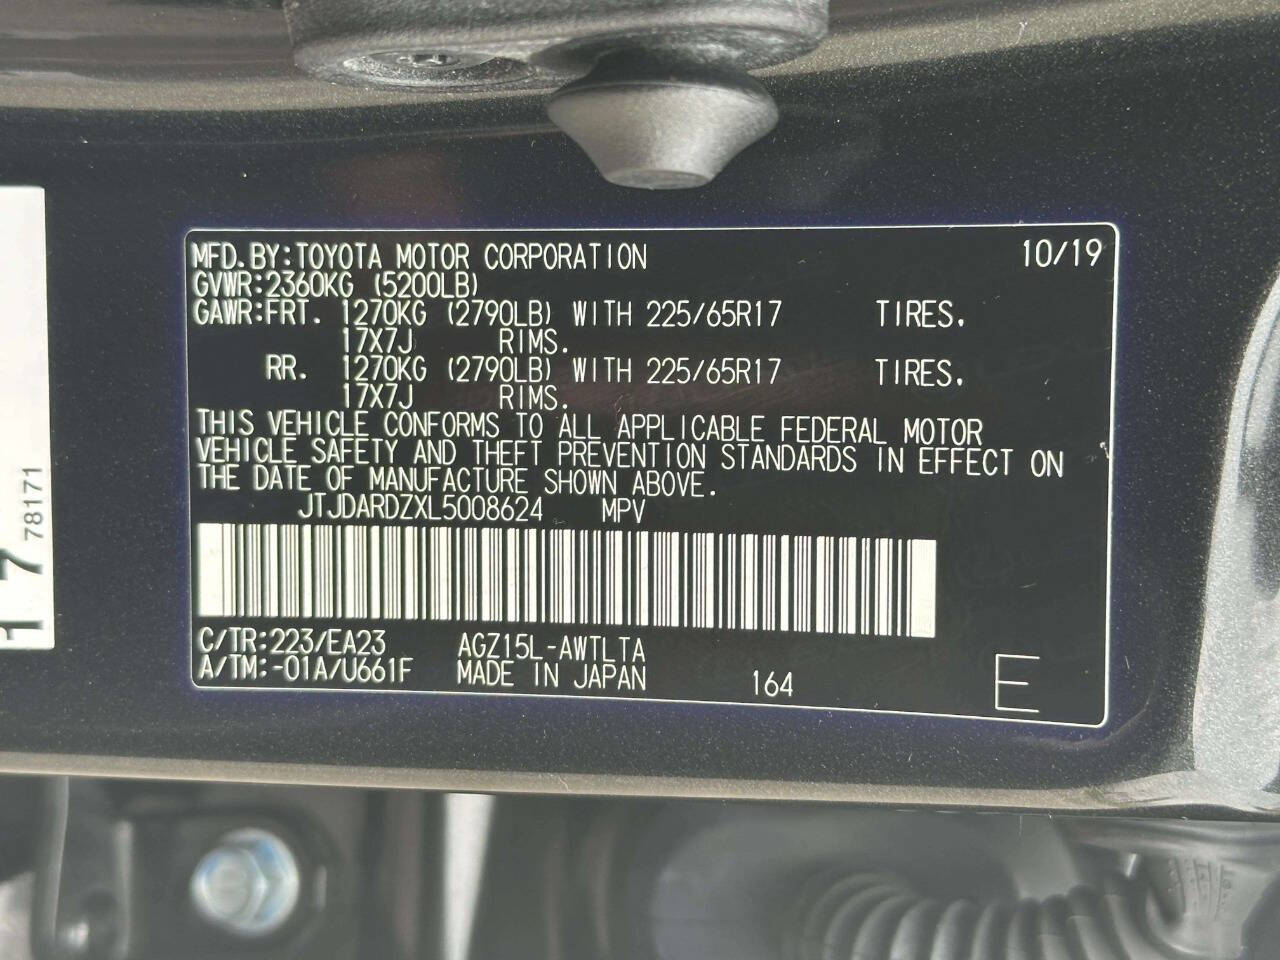 MFD.BY:TOYOTA MOTOR CORPORATION 10/19
GVWR:2360KG (5200LB)
GAWR:FRT. 1270KG (2790LB) WITH 225/65R17 TIRES.
17X7J RIMS.
RR. 1270KG (2790LB) WITH 225/65R17 TIRES.
17X7J RIMS.
THIS VEHICLE CONFORMS TO ALL APPLICABLE FEDERAL MOTOR
VEHICLE SAFETY AND THEFT PREVENTION STANDARDS IN EFFECT ON
THE DATE OF MANUFACTURE SHOWN ABOVE.
JTJDARDZXL5008624 MPV
C/TR:223/EA23 AGZ15L-AWTLTA
A/TM:-01A/U661F MADE IN JAPAN 164 E
78171